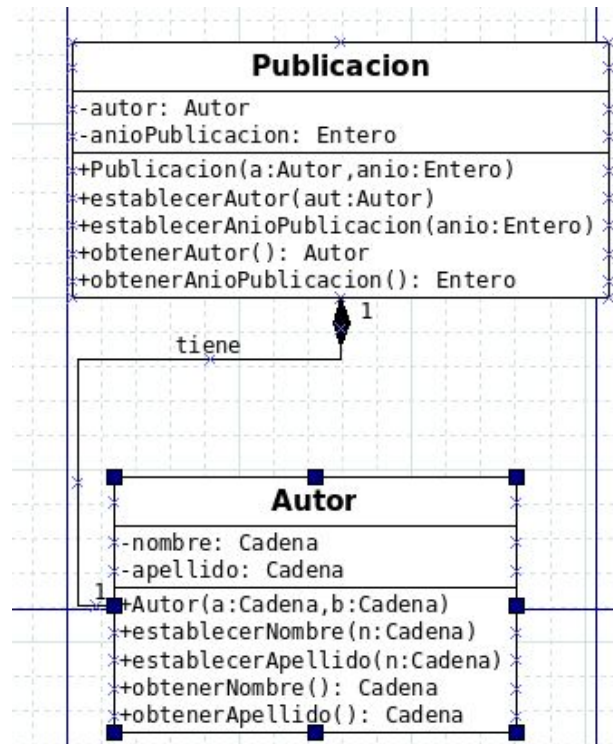 Publicacion
-autor: Autor
-anioPublicacion: Entero
+Publicacion(a:Autor,anio:Entero)
+establecerAutor(aut:Autor)
+establecerAnioPublicacion(anio:Entero)
+obtenerAutor(): Autor
+obtenerAnioPublicacion(): Entero
1
tiene
Autor
-nombre: Cadena
-apellido: Cadena
1
+Autor(a:Cadena,b:Cadena)
+establecerNombre(n:Cadena)
+establecerApellido(n:Cadena)
+obtenerNombre(): Cadena
+obtenerApellido(): Cadena